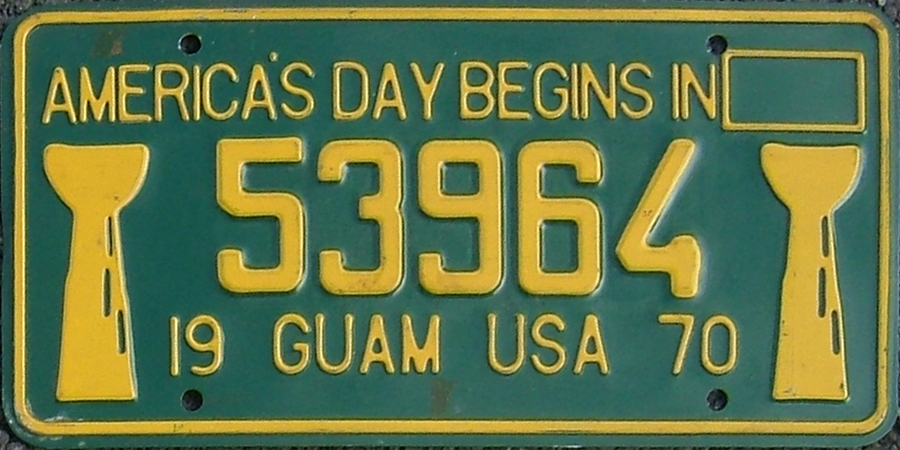 AMERICA'S DAY BEGINS IN
53964
19 GUAM USA 70